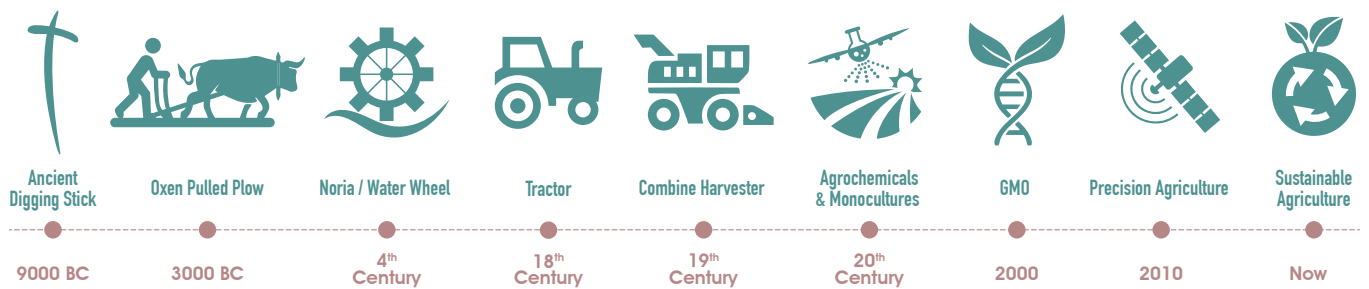 Ancient
Digging Stick
Oxen Pulled Plow
Noria / Water Wheel
Tractor
Combine Harvester
Agrochemicals
& Monocultures
GMO
Precision Agriculture
Sustainable
Agriculture
9000 BC
3000 BC
4th
Century
18th
Century
19th
Century
20th
Century
2000
2010
Now